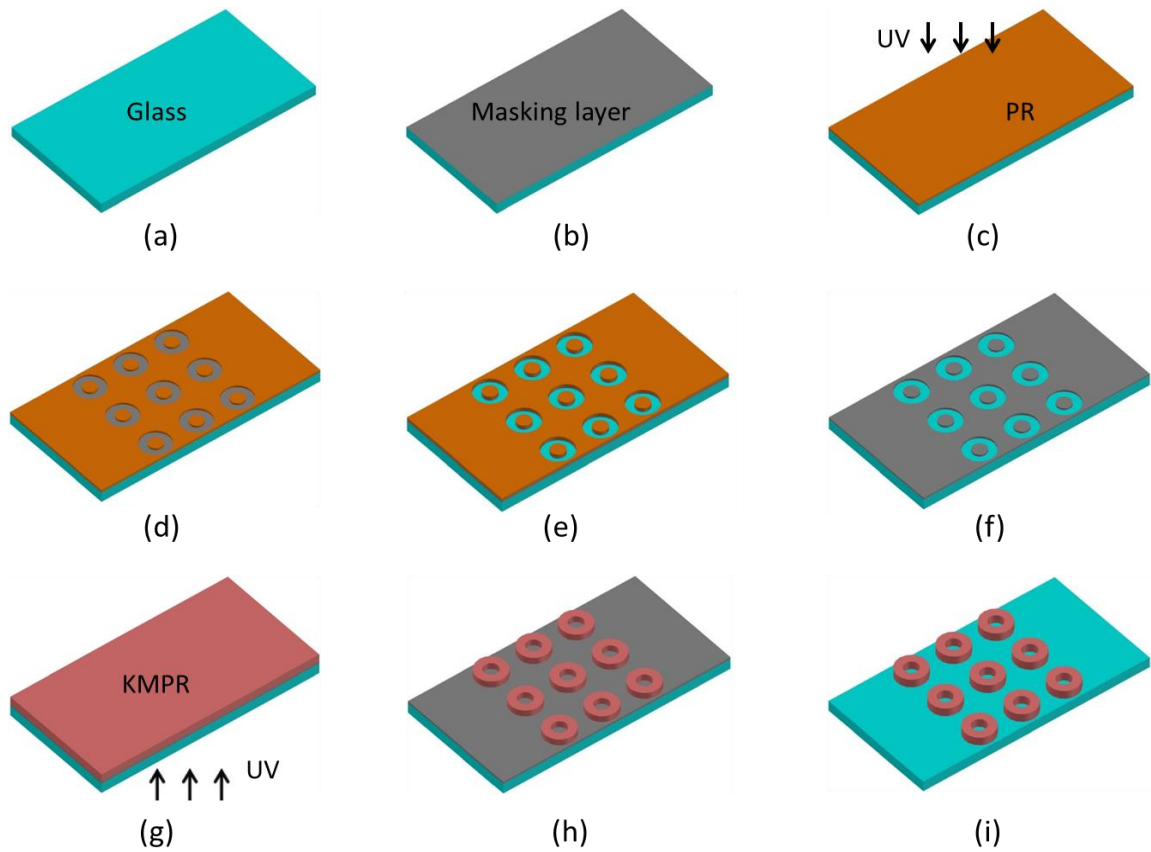 Glass
Masking layer
UV
PR
(a)
(b)
(c)
(d)
(e)
(f)
KMPR
UV
(g)
(h)
(i)